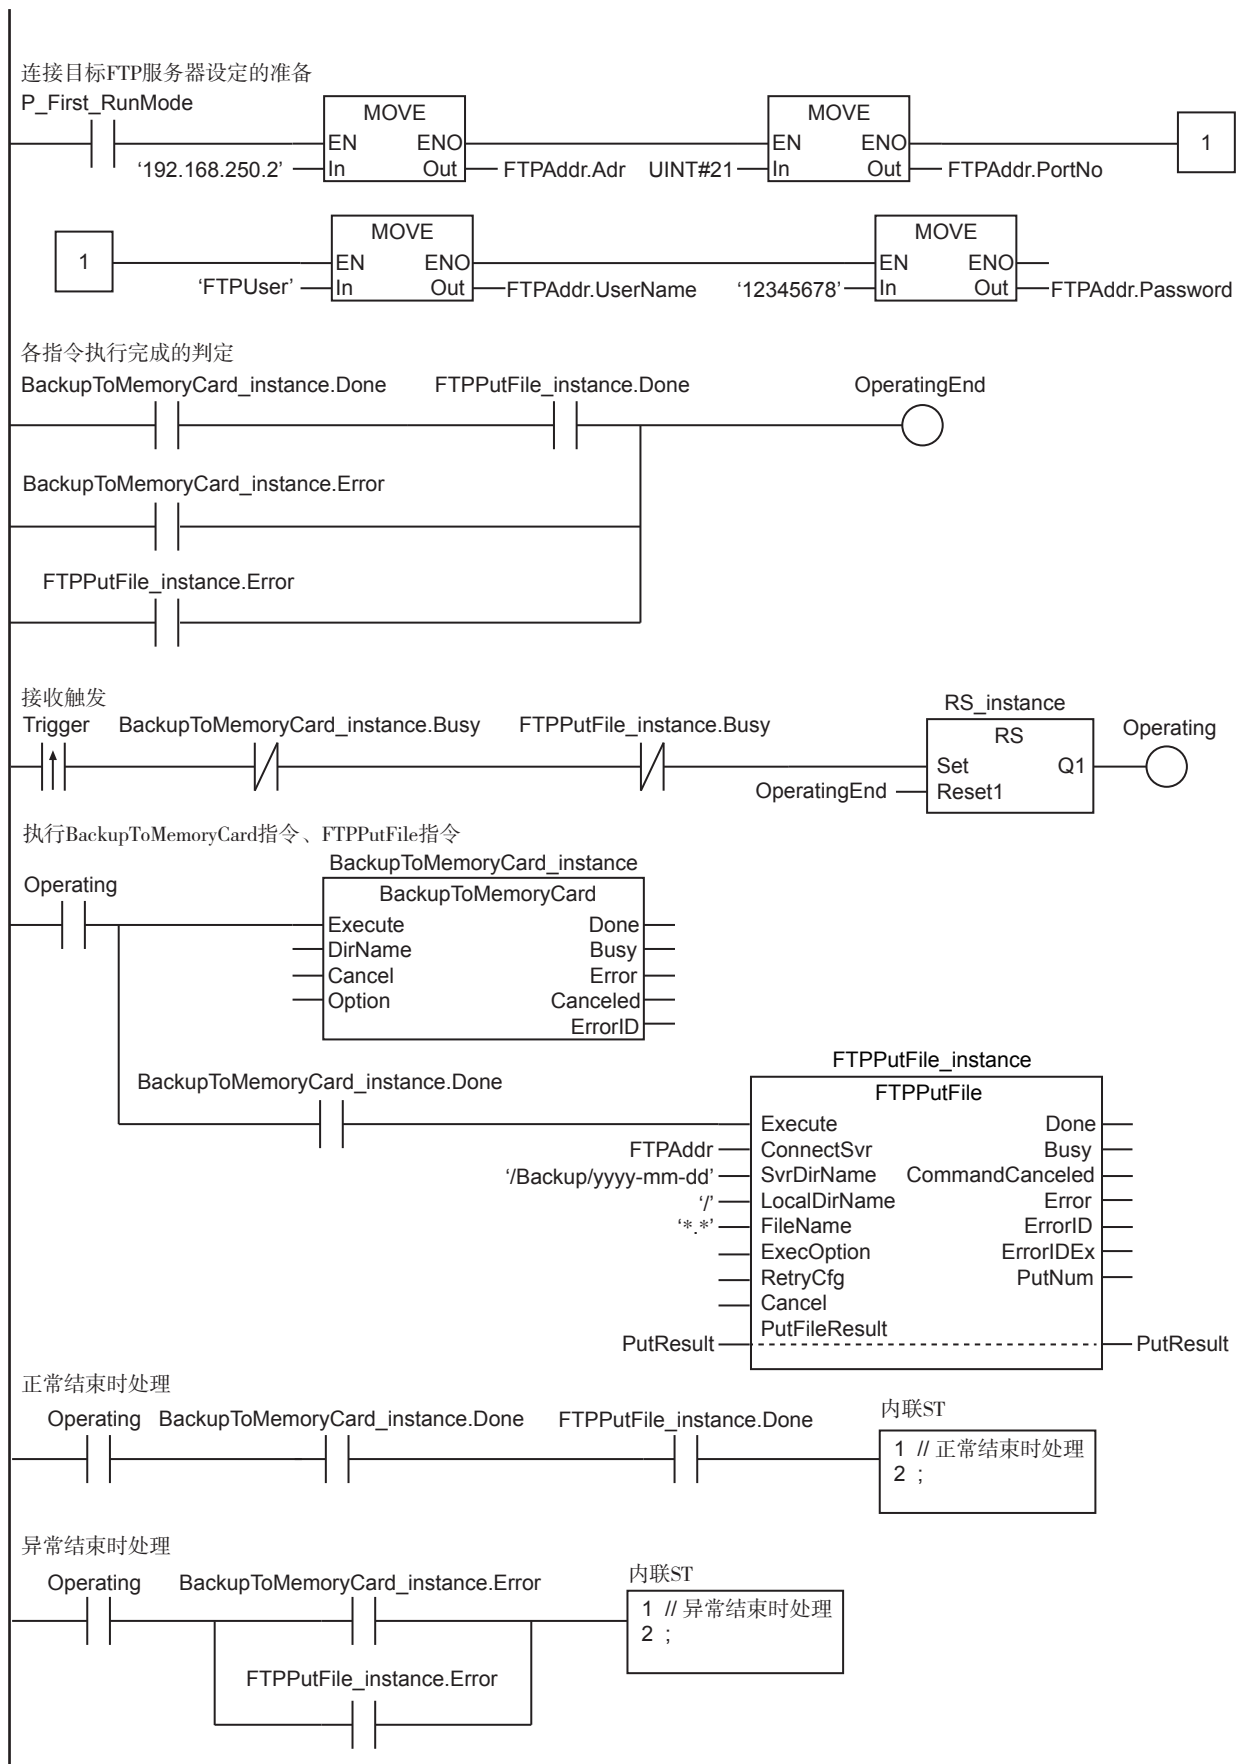 连接目标FTP服务器设定的准备
P_First_RunMode
MOVE
MOVE
EN ENO
EN ENO
1
‘192.168.250.2’ In Out FTPAddr.Adr UINT#21 In Out FTPAddr.PortNo
MOVE
MOVE
1
EN ENO
EN ENO
‘FTPUser’ In Out FTPAddr.UserName ‘12345678’ In Out FTPAddr.Password
各指令执行完成的判定
BackupToMemoryCard_instance.Done FTPPutFile_instance.Done OperatingEnd
BackupToMemoryCard_instance.Error
FTPPutFile_instance.Error
接收触发
RS_instance
Trigger BackupToMemoryCard_instance.Busy FTPPutFile_instance.Busy
RS
Operating
Set Q1
OperatingEnd Reset1
执行BackupToMemoryCard指令、FTPPutFile指令
BackupToMemoryCard_instance
Operating
BackupToMemoryCard
Execute Done
DirName Busy
Cancel Error
Option Canceled
ErrorID
FTPPutFile_instance
BackupToMemoryCard_instance.Done
FTPPutFile
Execute Done
FTPAddr ConnectSvr Busy
‘/Backup/yyyy-mm-dd’ SvrDirName CommandCanceled
‘/’ LocalDirName Error
‘*.*’ FileName ErrorID
ExecOption ErrorIDEx
RetryCfg PutNum
Cancel
PutFileResult
PutResult PutResult
正常结束时处理
Operating BackupToMemoryCard_instance.Done FTPPutFile_instance.Done
内联ST
1 // 正常结束时处理
2 ;
异常结束时处理
Operating BackupToMemoryCard_instance.Error
内联ST
1 // 异常结束时处理
2 ;
FTPPutFile_instance.Error